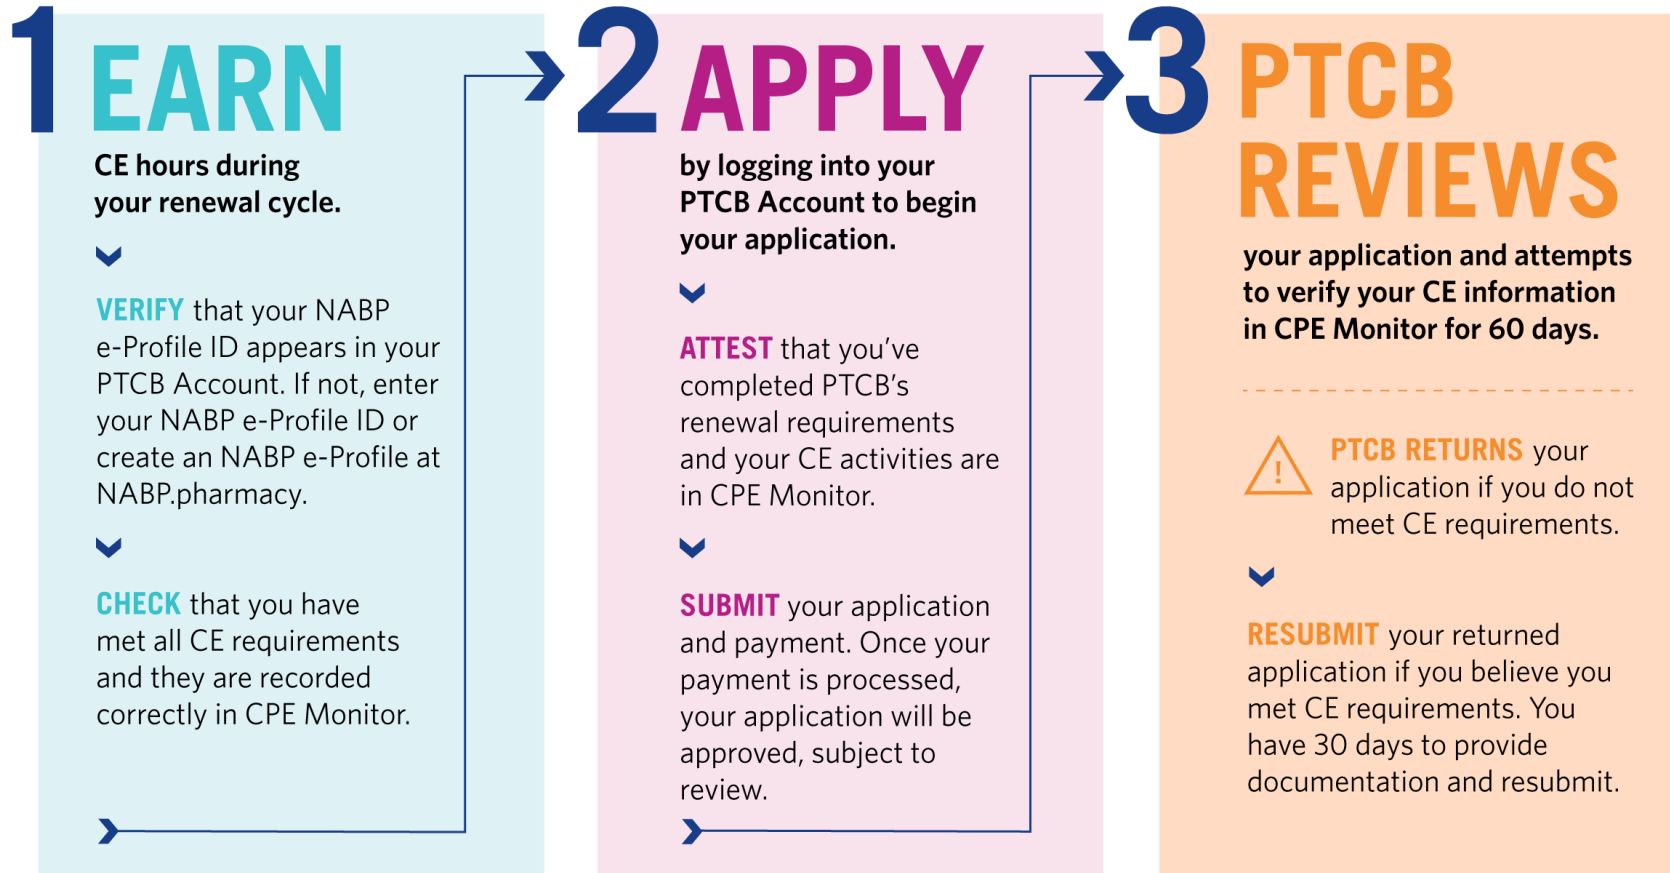 1 EARN
CE hours during
your renewal cycle.
VERIFY that your NABP
e-Profile ID appears in your
PTCB Account. If not, enter
your NABP e-Profile ID or
create an NABP e-Profile at
NABP.pharmacy.
CHECK that you have
met all CE requirements
and they are recorded
correctly in CPE Monitor.
2 APPLY
by logging into your
PTCB Account to begin
your application.
ATTEST that you’ve
completed PTCB’s
renewal requirements
and your CE activities are
in CPE Monitor.
SUBMIT your application
and payment. Once your
payment is processed,
your application will be
approved, subject to
review.
3 PTCB
REVIEWS
your application and attempts
to verify your CE information
in CPE Monitor for 60 days.
!
PTCB RETURNS your
application if you do not
meet CE requirements.
RESUBMIT your returned
application if you believe you
met CE requirements. You
have 30 days to provide
documentation and resubmit.